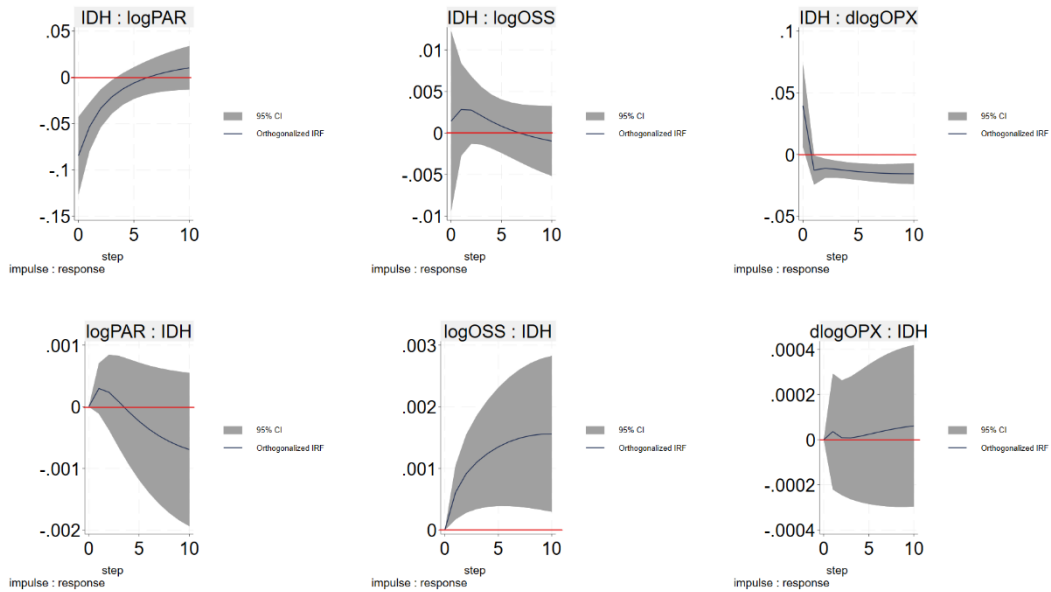 IDH : logPAR
.05
0
-.05
-.1
-.15
0 5 10
step
impulse : response
95% CI
Orthogonalized IRF
IDH : logOSS
.01
.005
0
-.005
-.01
0 5 10
step
impulse : response
95% CI
Orthogonalized IRF
IDH : dlogOPX
.1
.05
0
-.05
0 5 10
step
impulse : response
95% CI
Orthogonalized IRF
logPAR : IDH
.001
0
-.001
-.002
0 5 10
step
impulse : response
95% CI
Orthogonalized IRF
logOSS : IDH
.003
.002
.001
0
0 5 10
step
impulse : response
95% CI
Orthogonalized IRF
dlogOPX : IDH
.0004
.0002
0
-.0002
-.0004
0 5 10
step
impulse : response
95% CI
Orthogonalized IRF